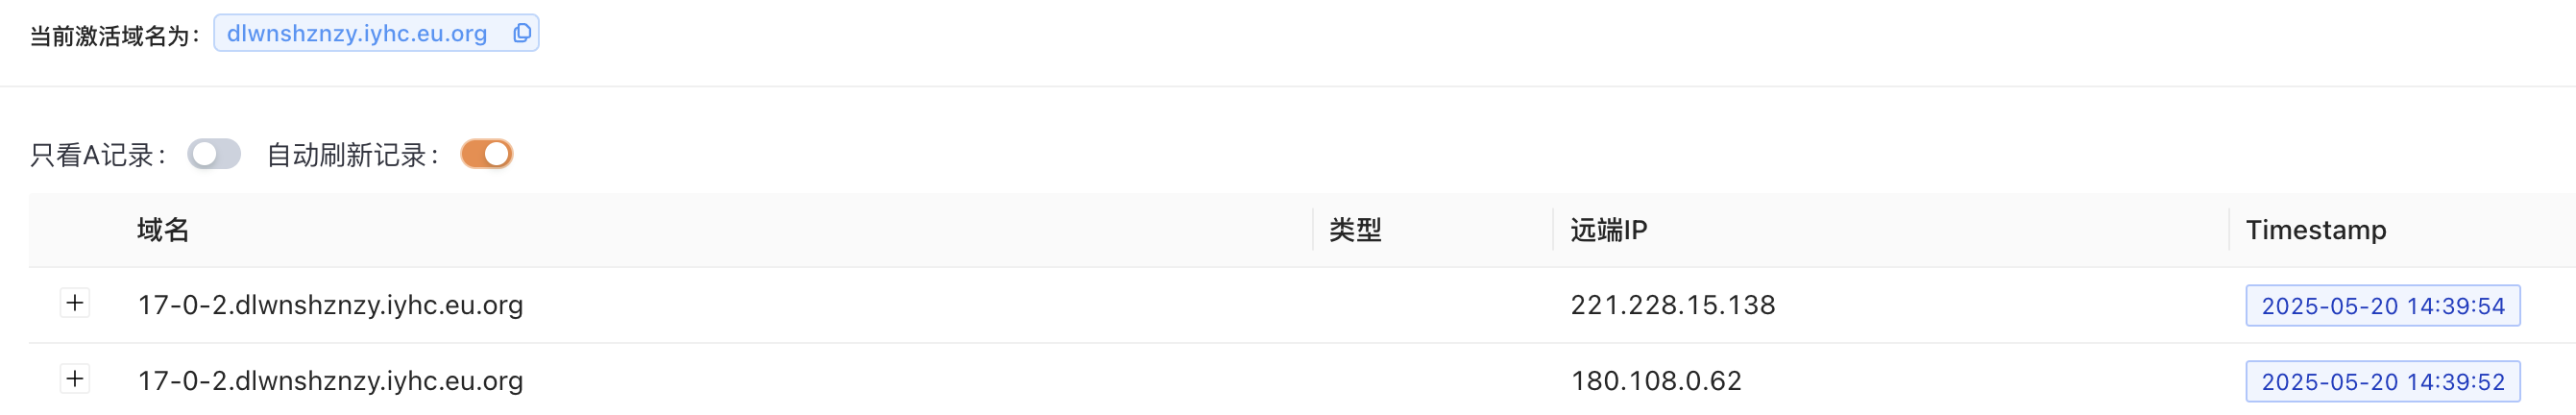 当前激活域名为： dlwnshznzy.iyhc.eu.org
只看A记录： 自动刷新记录：
域名 类型 远端IP Timestamp
17-0-2.dlwnshznzy.iyhc.eu.org 221.228.15.138 2025-05-20 14:39:54
17-0-2.dlwnshznzy.iyhc.eu.org 180.108.0.62 2025-05-20 14:39:52